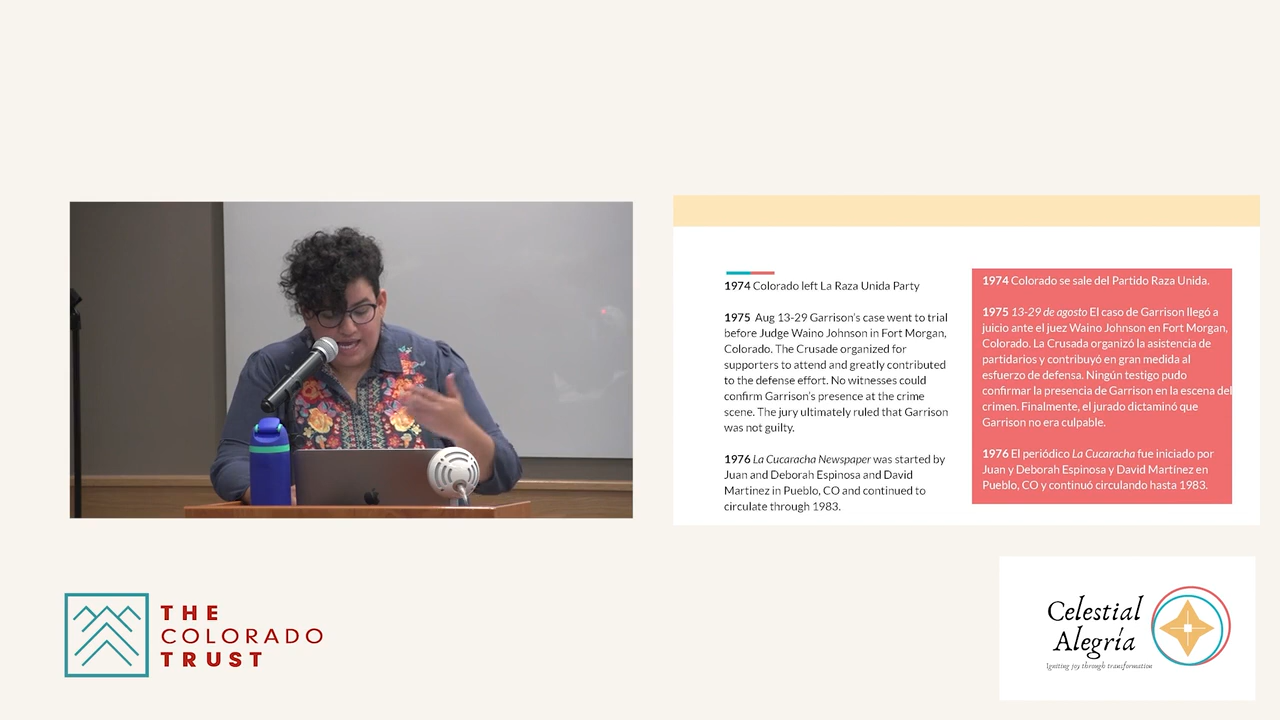 1974 Colorado left La Raza Unida Party
1975 Aug 13-29 Garrison's case went to trial
before Judge Waino Johnson in Fort Morgan,
Colorado. The Crusade organized for
supporters to attend and greatly contributed
to the defense effort. No witnesses could
confirm Garrison's presence at the crime
scene. The jury ultimately ruled that Garrison
was not guilty.
1976 La Cucaracha Newspaper was started by
Juan and Deborah Espinosa and David
Martinez in Pueblo, CO and continued to
circulate through 1983.
1974 Colorado se sale del Partido Raza Unida.
1975 13-29 de agosto El caso de Garrison llegó a
juicio ante el juez Waino Johnson en Fort Morgan,
Colorado. La Crusada organizó la asistencia de
partidarios y contribuyó en gran medida al
esfuerzo de defensa. Ningún testigo pudo
confirmar la presencia de Garrison en la escena del
crimen. Finalmente, el jurado dictaminó que
Garrison no era culpable.
1976 El periódico La Cucaracha fue iniciado por
Juan y Deborah Espinosa y David Martínez en
Pueblo, CO y continuó circulando hasta 1983.
THE
COLORADO
TRUST
Celestial
Alegría
Igniting joy through transformation